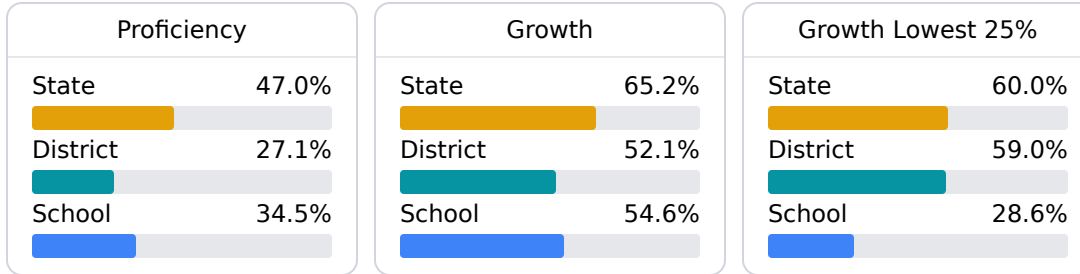 Proficiency
State 47.0%
District 27.1%
School 34.5%
Growth
State 65.2%
District 52.1%
School 54.6%
Growth Lowest 25%
State 60.0%
District 59.0%
School 28.6%